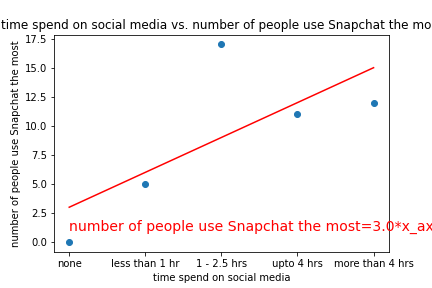 time spend on social media vs. number of people use Snapchat the mo
number of people use Snapchat the most
17.5
15.0
12.5
10.0
7.5
5.0
2.5
0.0
number of people use Snapchat the most=3.0*x_ax
none less than 1 hr 1 - 2.5 hrs upto 4 hrs more than 4 hrs
time spend on social media